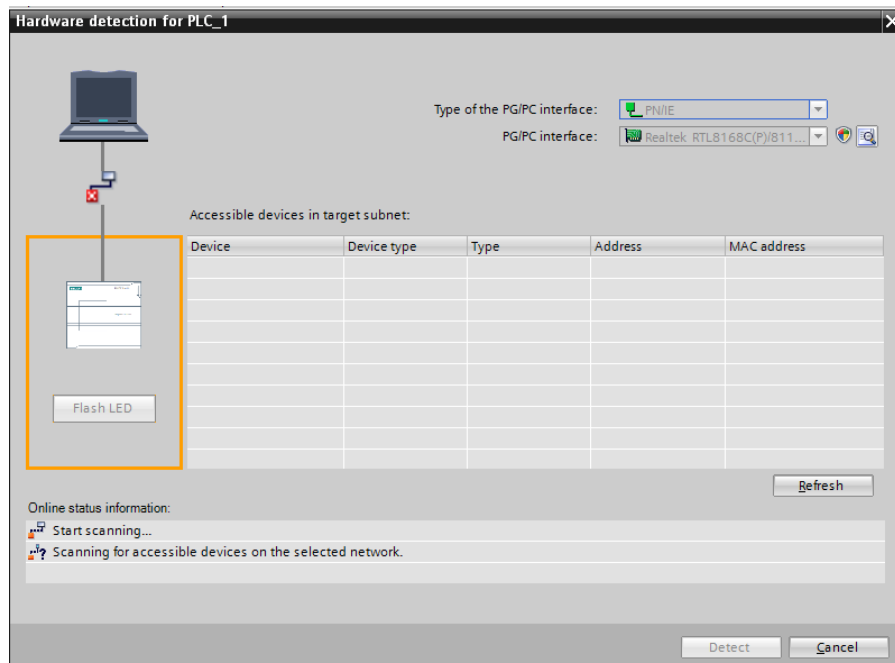 Hardware detection for PLC_1
Type of the PG/PC interface: PN/IE
PG/PC interface: Realtek RTL8168C(P)/811...
Accessible devices in target subnet:
Device Device type Type Address MAC address
Flash LED
Refresh
Online status information:
Start scanning...
? Scanning for accessible devices on the selected network.
Detect Cancel